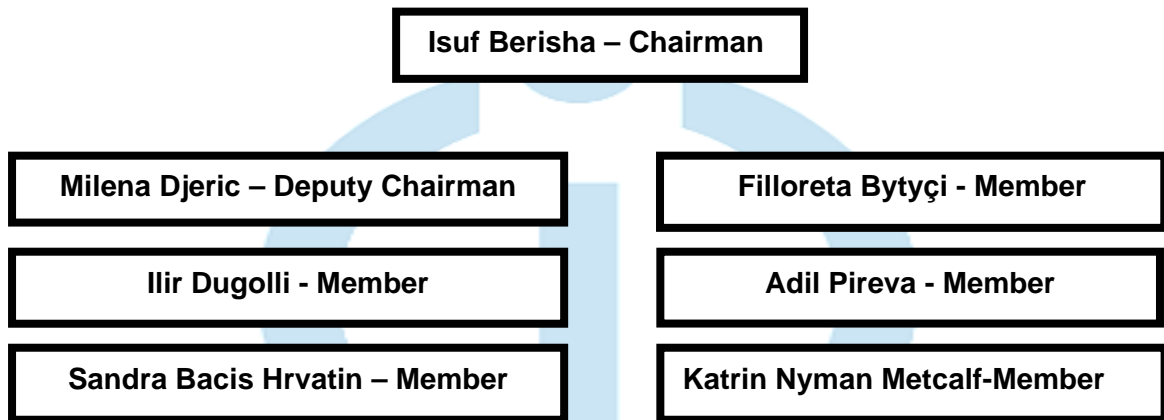 Isuf Berisha – Chairman
Milena Djeric – Deputy Chairman
Filloreta Bytyçi - Member
Ilir Dugolli - Member
Adil Pireva - Member
Sandra Bacis Hrvatin – Member
Katrin Nyman Metcalf-Member